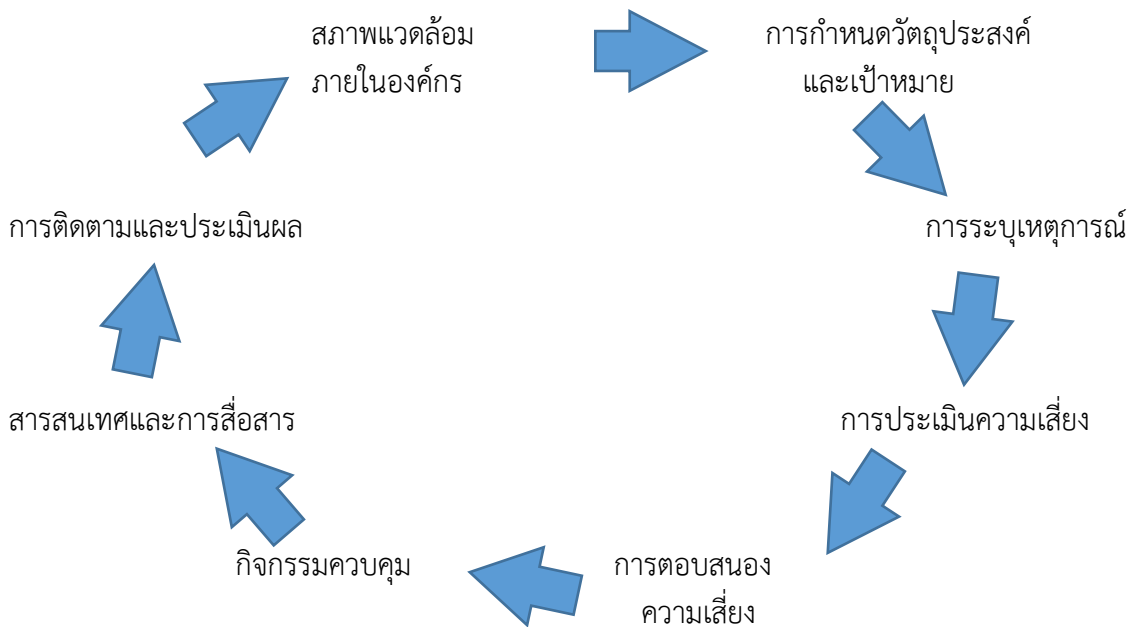 สภาพแวดล้อม
ภายในองค์กร
การกำหนดวัตถุประสงค์
และเป้าหมาย
การระบุเหตุการณ์
การประเมินความเสี่ยง
การตอบสนอง
ความเสี่ยง
กิจกรรมควบคุม
สารสนเทศและการสื่อสาร
การติดตามและประเมินผล